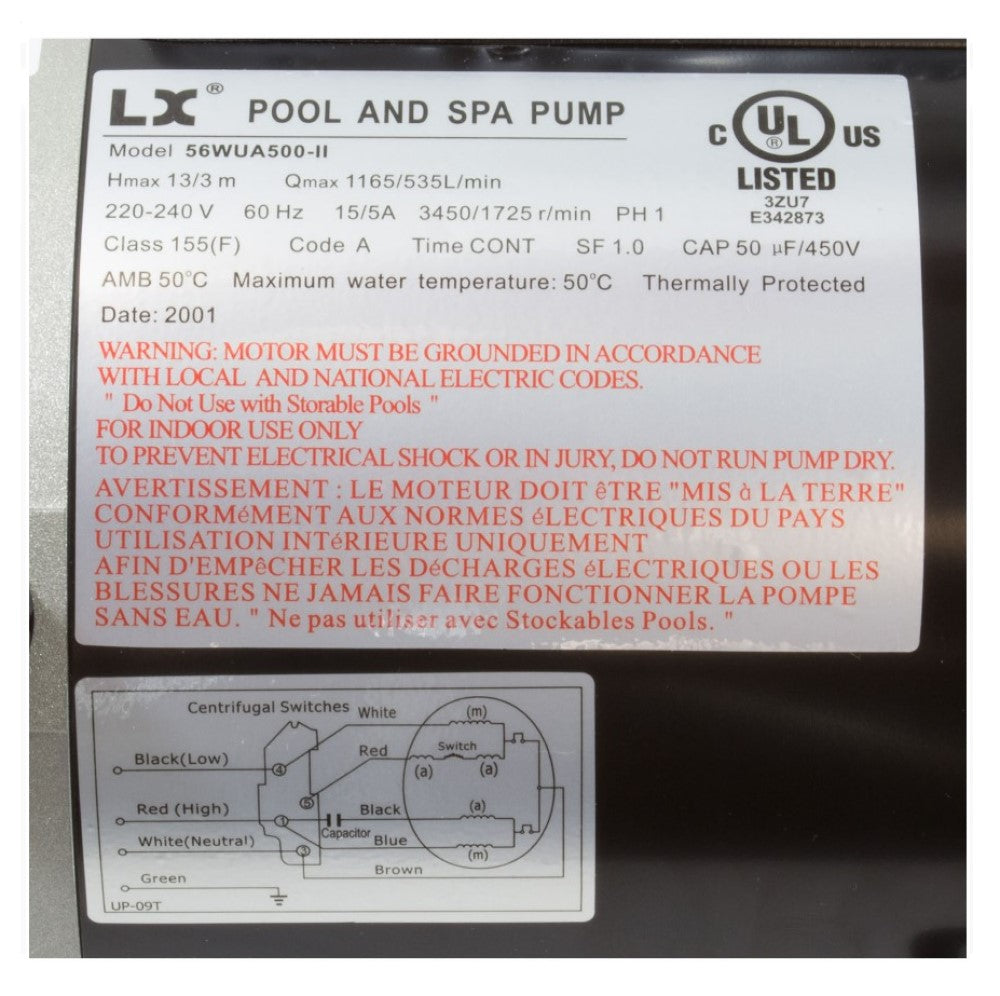 LX® POOL AND SPA PUMP
Model 56WUA500-II
Hmax 13/3 m Qmax 1165/535L/min
220-240 V 60 Hz 15/5A 3450/1725 r/min PH 1
Class 155(F) Code A Time CONT SF 1.0 CAP 50 µF/450V
AMB 50°C Maximum water temperature: 50°C Thermally Protected
Date: 2001
C UL ® US
LISTED
3ZU7
E342873
WARNING: MOTOR MUST BE GROUNDED IN ACCORDANCE
WITH LOCAL AND NATIONAL ELECTRIC CODES.
" Do Not Use with Storable Pools "
FOR INDOOR USE ONLY
TO PREVENT ELECTRICAL SHOCK OR IN JURY, DO NOT RUN PUMP DRY.
AVERTISSEMENT : LE MOTEUR DOIT êTRE "MIS à LA TERRE"
CONFORMéMENT AUX NORMES éLECTRIQUES DU PAYS
UTILISATION INTéRIEURE UNIQUEMENT
AFIN D'EMPêCHER LES DéCHARGES éLECTRIQUES OU LES
BLESSURES NE JAMAIS FAIRE FONCTIONNER LA POMPE
SANS EAU. " Ne pas utiliser avec Stockables Pools. "
Centrifugal Switches
White
(m)
Black(Low)
4
Red
Switch
(a)
(a)
5
Red (High)
1
Black
(a)
Capacitor
White(Neutral)
3
Blue
(m)
Brown
Green
UP-09T